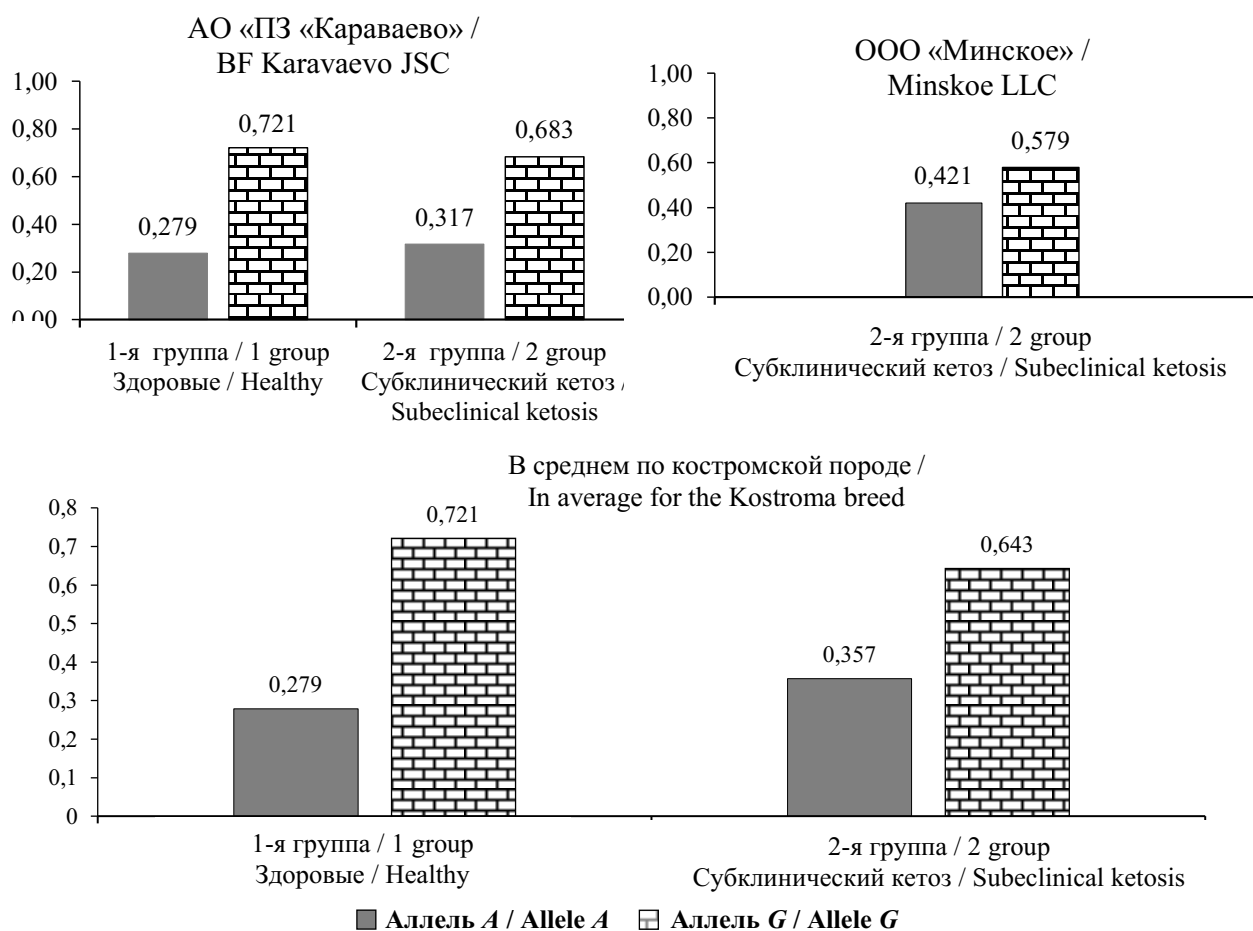 АО «ПЗ «Караваево» /
BF Karavaevo JSC
1,00
0,80
0,60
0,40
0,20
0,00
0,279
0,721
0,317
0,683
1-я группа / 1 group
Здоровые / Healthy
2-я группа / 2 group
Субклинический кетоз /
Subeclinical ketosis
ООО «Минское» /
Minskoe LLC
1,00
0,80
0,60
0,40
0,20
0,00
0,421
0,579
2-я группа / 2 group
Субклинический кетоз / Subeclinical ketosis
В среднем по костромской породе /
In average for the Kostroma breed
0,8
0,7
0,6
0,5
0,4
0,3
0,2
0,1
0
0,279
0,721
0,357
0,643
1-я группа / 1 group
Здоровые / Healthy
2-я группа / 2 group
Субклинический кетоз / Subeclinical ketosis
Аллель A / Allele A
Аллель G / Allele G